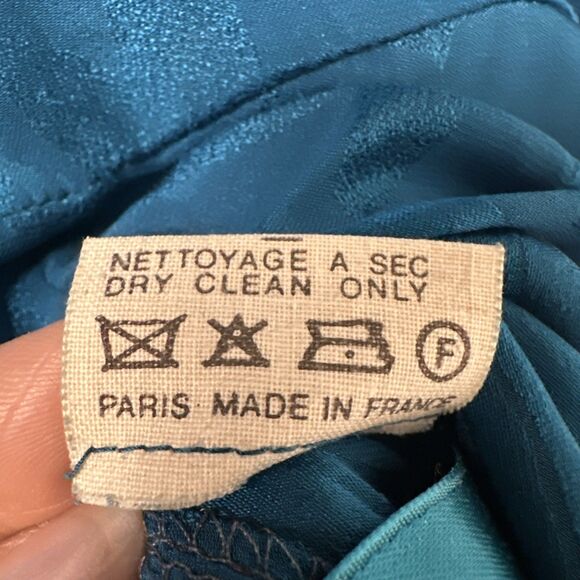 NETTOYAGE A SEC
DRY CLEAN ONLY
F
PARIS MADE IN FRANCE